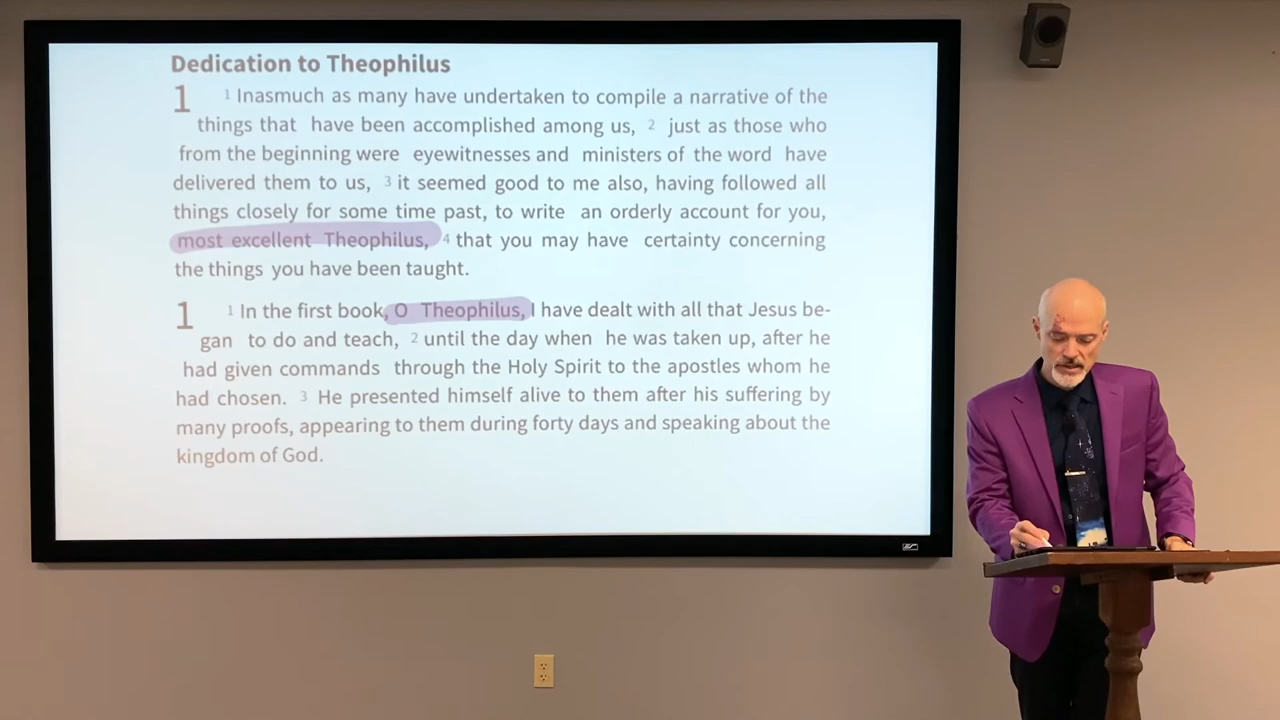 Dedication to Theophilus
1 1 Inasmuch as many have undertaken to compile a narrative of the
things that have been accomplished among us, 2 just as those who
from the beginning were eyewitnesses and ministers of the word have
delivered them to us, 3 it seemed good to me also, having followed all
things closely for some time past, to write an orderly account for you,
most excellent Theophilus, 4 that you may have certainty concerning
the things you have been taught.
1 1 In the first book, O Theophilus, I have dealt with all that Jesus be-
gan to do and teach, 2 until the day when he was taken up, after he
had given commands through the Holy Spirit to the apostles whom he
had chosen. 3 He presented himself alive to them after his suffering by
many proofs, appearing to them during forty days and speaking about the
kingdom of God.